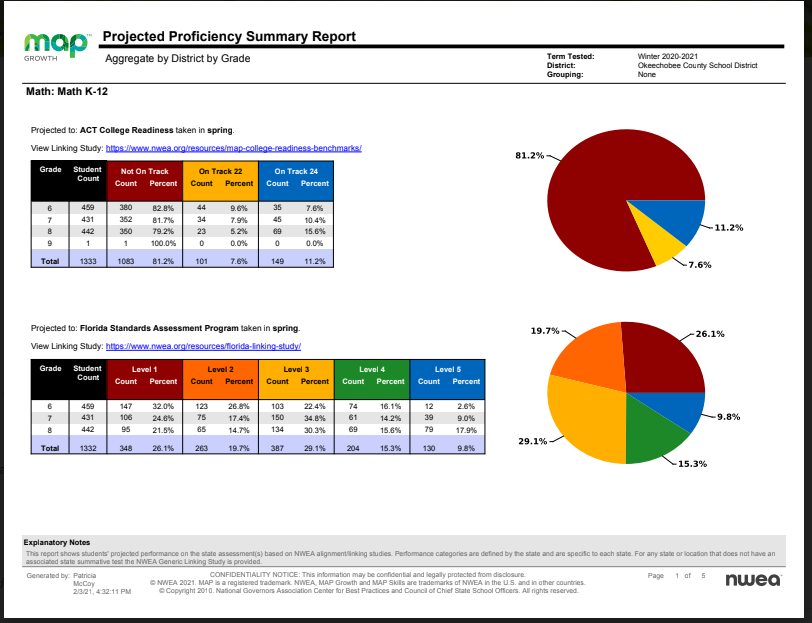 map
GROWTH
Projected Proficiency Summary Report
Aggregate by District by Grade
Term Tested: Winter 2020-2021
District: Okeechobee County School District
Grouping: None
Math: Math K-12
Projected to: ACT College Readiness taken in spring.
View Linking Study: https://www.nwea.org/resources/map-college-readiness-benchmarks/
Grade Student Count Not On Track On Track 22 On Track 24
Count Percent Count Percent Count Percent
6 459 380 82.8% 44 9.6% 35 7.6%
7 431 352 81.7% 34 7.9% 45 10.4%
8 442 350 79.2% 23 5.2% 69 15.6%
9 1 1 100.0% 0 0.0% 0 0.0%
Total 1333 1083 81.2% 101 7.6% 149 11.2%
81.2%
11.2%
7.6%
Projected to: Florida Standards Assessment Program taken in spring.
View Linking Study: https://www.nwea.org/resources/florida-linking-study/
Grade Student Count Level 1 Level 2 Level 3 Level 4 Level 5
Count Percent Count Percent Count Percent Count Percent Count Percent
6 459 147 32.0% 123 26.8% 103 22.4% 74 16.1% 12 2.6%
7 431 106 24.6% 75 17.4% 150 34.8% 61 14.2% 39 9.0%
8 442 95 21.5% 65 14.7% 134 30.3% 69 15.6% 79 17.9%
Total 1332 348 26.1% 263 19.7% 387 29.1% 204 15.3% 130 9.8%
19.7%
26.1%
9.8%
29.1%
15.3%
Explanatory Notes
This report shows students' projected performance on the state assessment(s) based on NWEA alignment/linking studies. Performance categories are defined by the state and are specific to each state. For any state or location that does not have an
associated state summative test the NWEA Generic Linking Study is provided.
Generated by: Patricia
McCoy
2/3/21, 4:32:11 PM
CONFIDENTIALITY NOTICE: This information may be confidential and legally protected from disclosure.
© NWEA 2021. MAP is a registered trademark. NWEA, MAP Growth and MAP Skills are trademarks of NWEA in the U.S. and in other countries.
© Copyright 2010. National Governors Association Center for Best Practices and Council of Chief State School Officers. All rights reserved.
Page 1 of 5
nwea